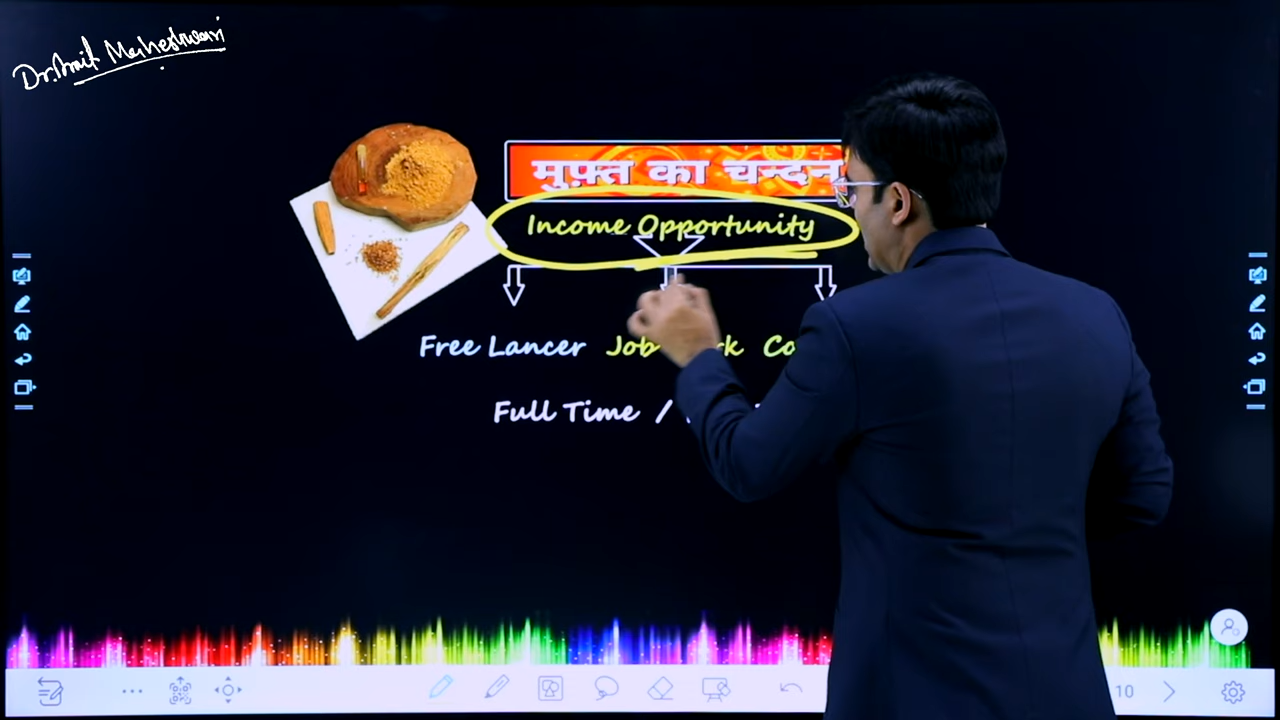 Dr. Amit Maheshwari
मुफ़्त का चन्दन
Income Opportunity
Free Lancer Job
Full Time /
10